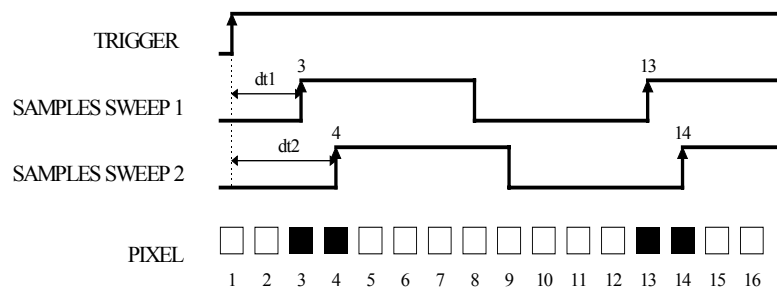 TRIGGER
dt1 3 13
SAMPLES SWEEP 1
dt2 4 14
SAMPLES SWEEP 2
PIXEL
1 2 3 4 5 6 7 8 9 10 11 12 13 14 15 16